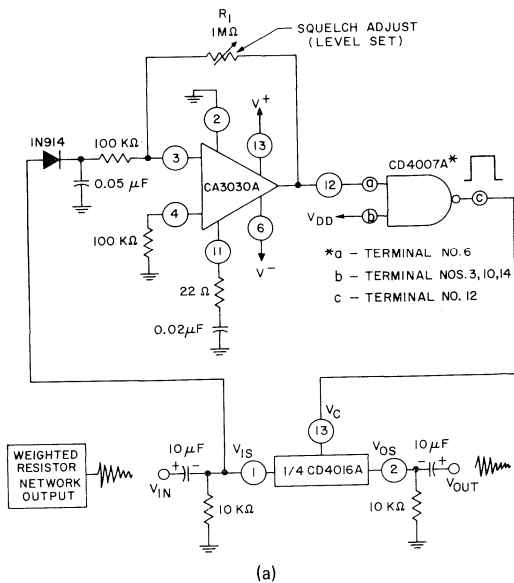 R1
1MΩ
SQUELCH ADJUST
(LEVEL SET)
1N914
100 KΩ
0.05 μF
3
2
V+
13
CA3030A
4
100 KΩ
11
6
V−
22 Ω
0.02μF
12
CD4007A*
a
b
c
VDD
*a – TERMINAL NO. 6
b – TERMINAL NOS. 3, 10, 14
c – TERMINAL NO. 12
WEIGHTED
RESISTOR
NETWORK
OUTPUT
VIN
10 μF
+ −
10 KΩ
VIS
1
1/4 CD4016A
VC
13
VOS
2
10 μF
− +
10 KΩ
VOUT
(a)